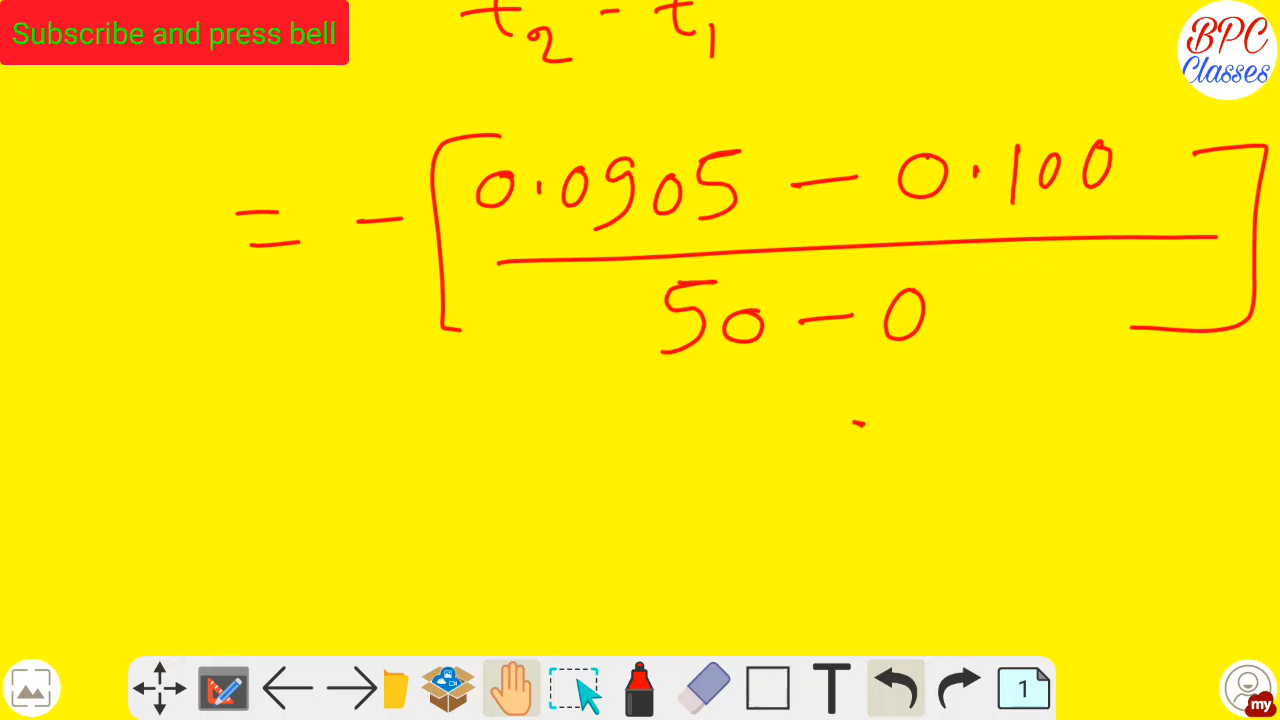 Subscribe and press bell
t2 - t1
BPC
Classes
= - [ 0.0905 - 0.100
50 - 0 ]
T
1
my